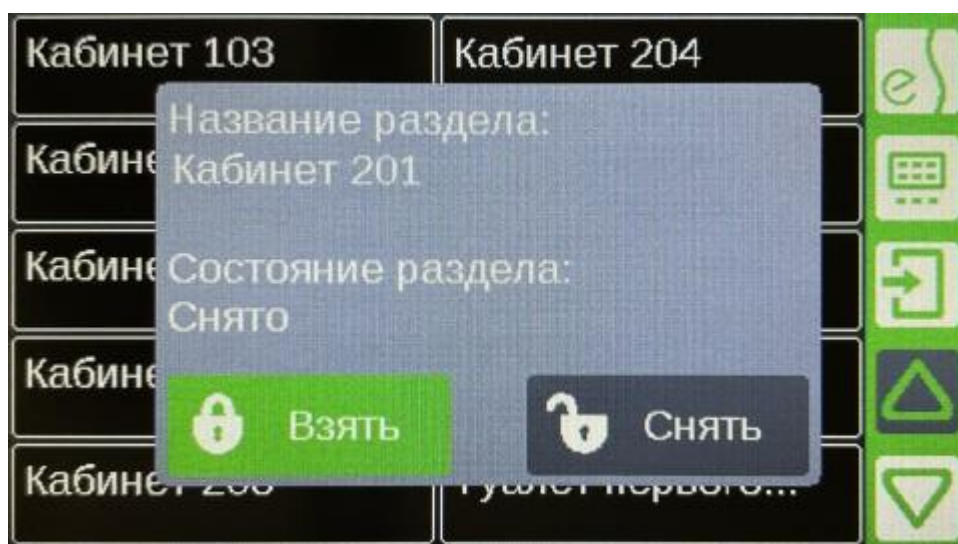 Кабинет 103
Кабинет 204
Название раздела:
Кабинет 201
Состояние раздела:
Снято
Взять
Снять